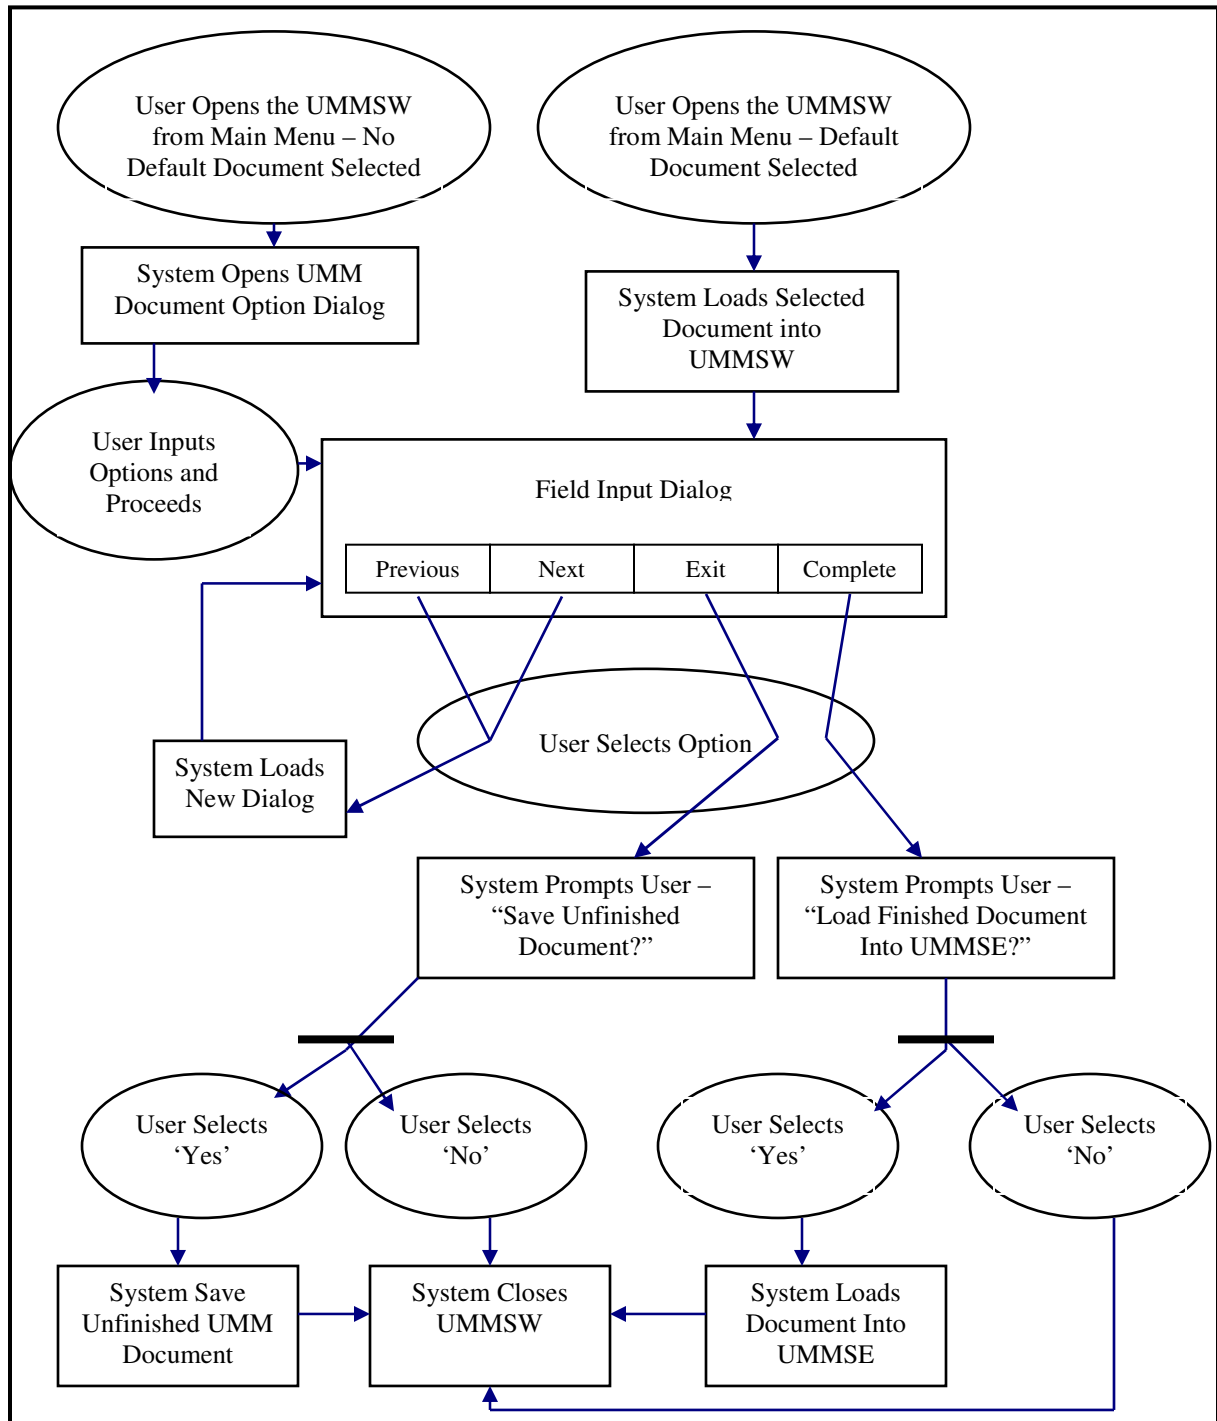 User Opens the UMMSW
from Main Menu – No
Default Document Selected
User Opens the UMMSW
from Main Menu – Default
Document Selected
System Opens UMM
Document Option Dialog
System Loads Selected
Document into
UMMSW
User Inputs
Options and
Proceeds
Field Input Dialog
Previous
Next
Exit
Complete
User Selects Option
System Loads
New Dialog
System Prompts User –
“Save Unfinished
Document?”
System Prompts User –
“Load Finished Document
Into UMMSE?”
User Selects
‘Yes’
User Selects
‘No’
User Selects
‘Yes’
User Selects
‘No’
System Save
Unfinished UMM
Document
System Closes
UMMSW
System Loads
Document Into
UMMSE